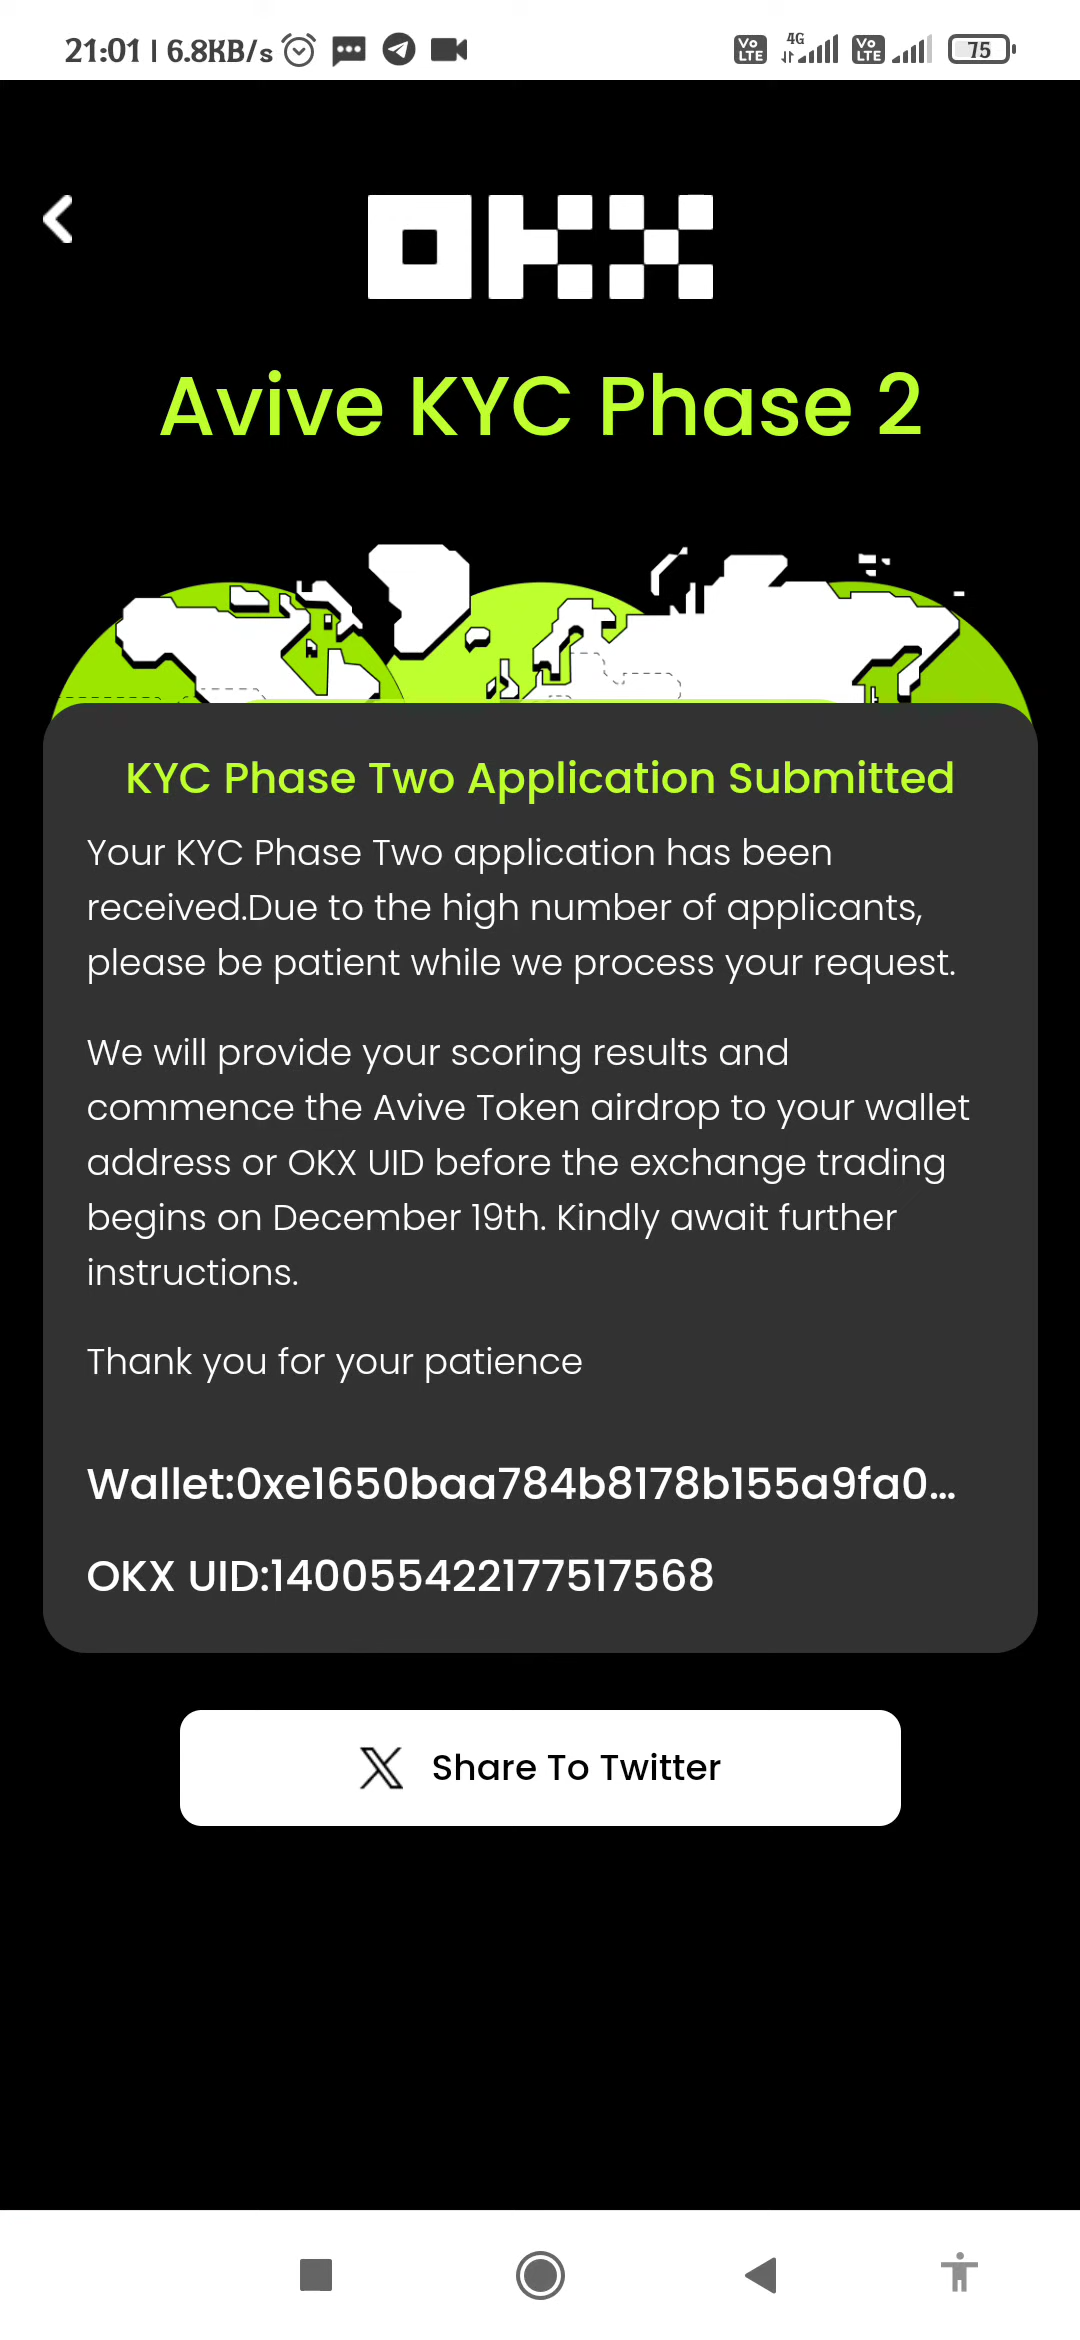 21:01 | 6.8KB/s
Vo LTE 4G Vo LTE 75
OKX
Avive KYC Phase 2
KYC Phase Two Application Submitted
Your KYC Phase Two application has been
received.Due to the high number of applicants,
please be patient while we process your request.
We will provide your scoring results and
commence the Avive Token airdrop to your wallet
address or OKX UID before the exchange trading
begins on December 19th. Kindly await further
instructions.
Thank you for your patience
Wallet:0xe1650baa784b8178b155a9fa0...
OKX UID:140055422177517568
Share To Twitter